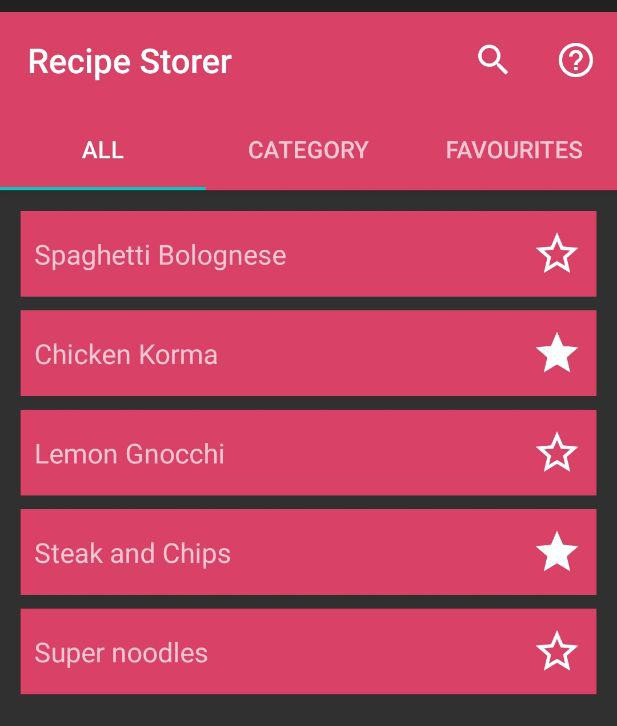 Recipe Storer
ALL CATEGORY FAVOURITES
Spaghetti Bolognese
Chicken Korma
Lemon Gnocchi
Steak and Chips
Super noodles